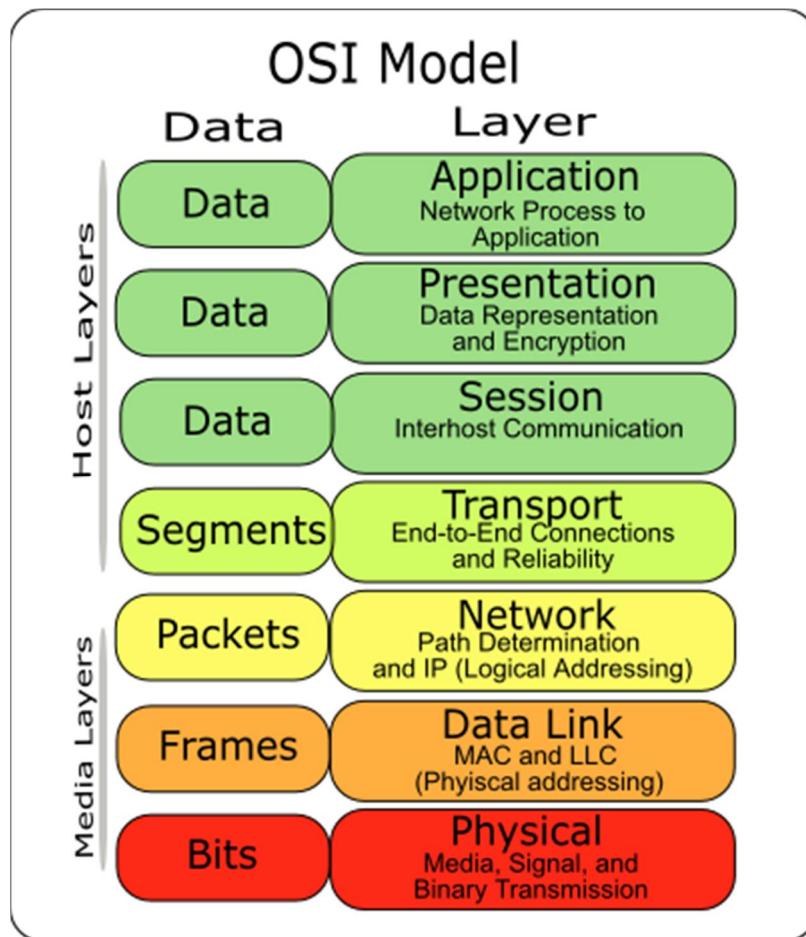 OSI Model
Data Layer
Host Layers
Data
Application
Network Process to
Application
Data
Presentation
Data Representation
and Encryption
Data
Session
Interhost Communication
Segments
Transport
End-to-End Connections
and Reliability
Media Layers
Packets
Network
Path Determination
and IP (Logical Addressing)
Frames
Data Link
MAC and LLC
(Phyiscal addressing)
Bits
Physical
Media, Signal, and
Binary Transmission